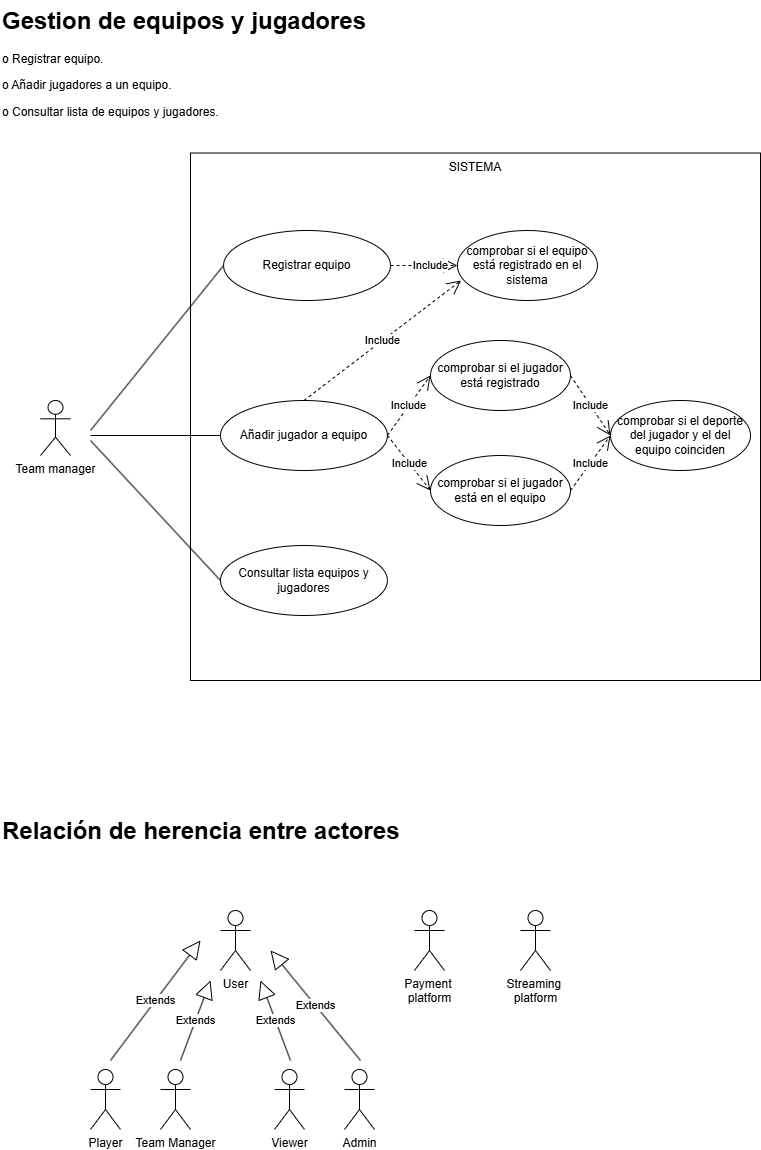 Gestion de equipos y jugadores
o Registrar equipo.
o Añadir jugadores a un equipo.
o Consultar lista de equipos y jugadores.
SISTEMA
Registrar equipo
Include
comprobar si el equipo
está registrado en el
sistema
Include
comprobar si el jugador
está registrado
Include
Include
Team manager
Añadir jugador a equipo
comprobar si el deporte
del jugador y el del
equipo coinciden
Include
Include
comprobar si el jugador
está en el equipo
Consultar lista equipos y
jugadores
Relación de herencia entre actores
User
Payment
platform
Streaming
platform
Extends
Extends
Extends
Extends
Player
Team Manager
Viewer
Admin